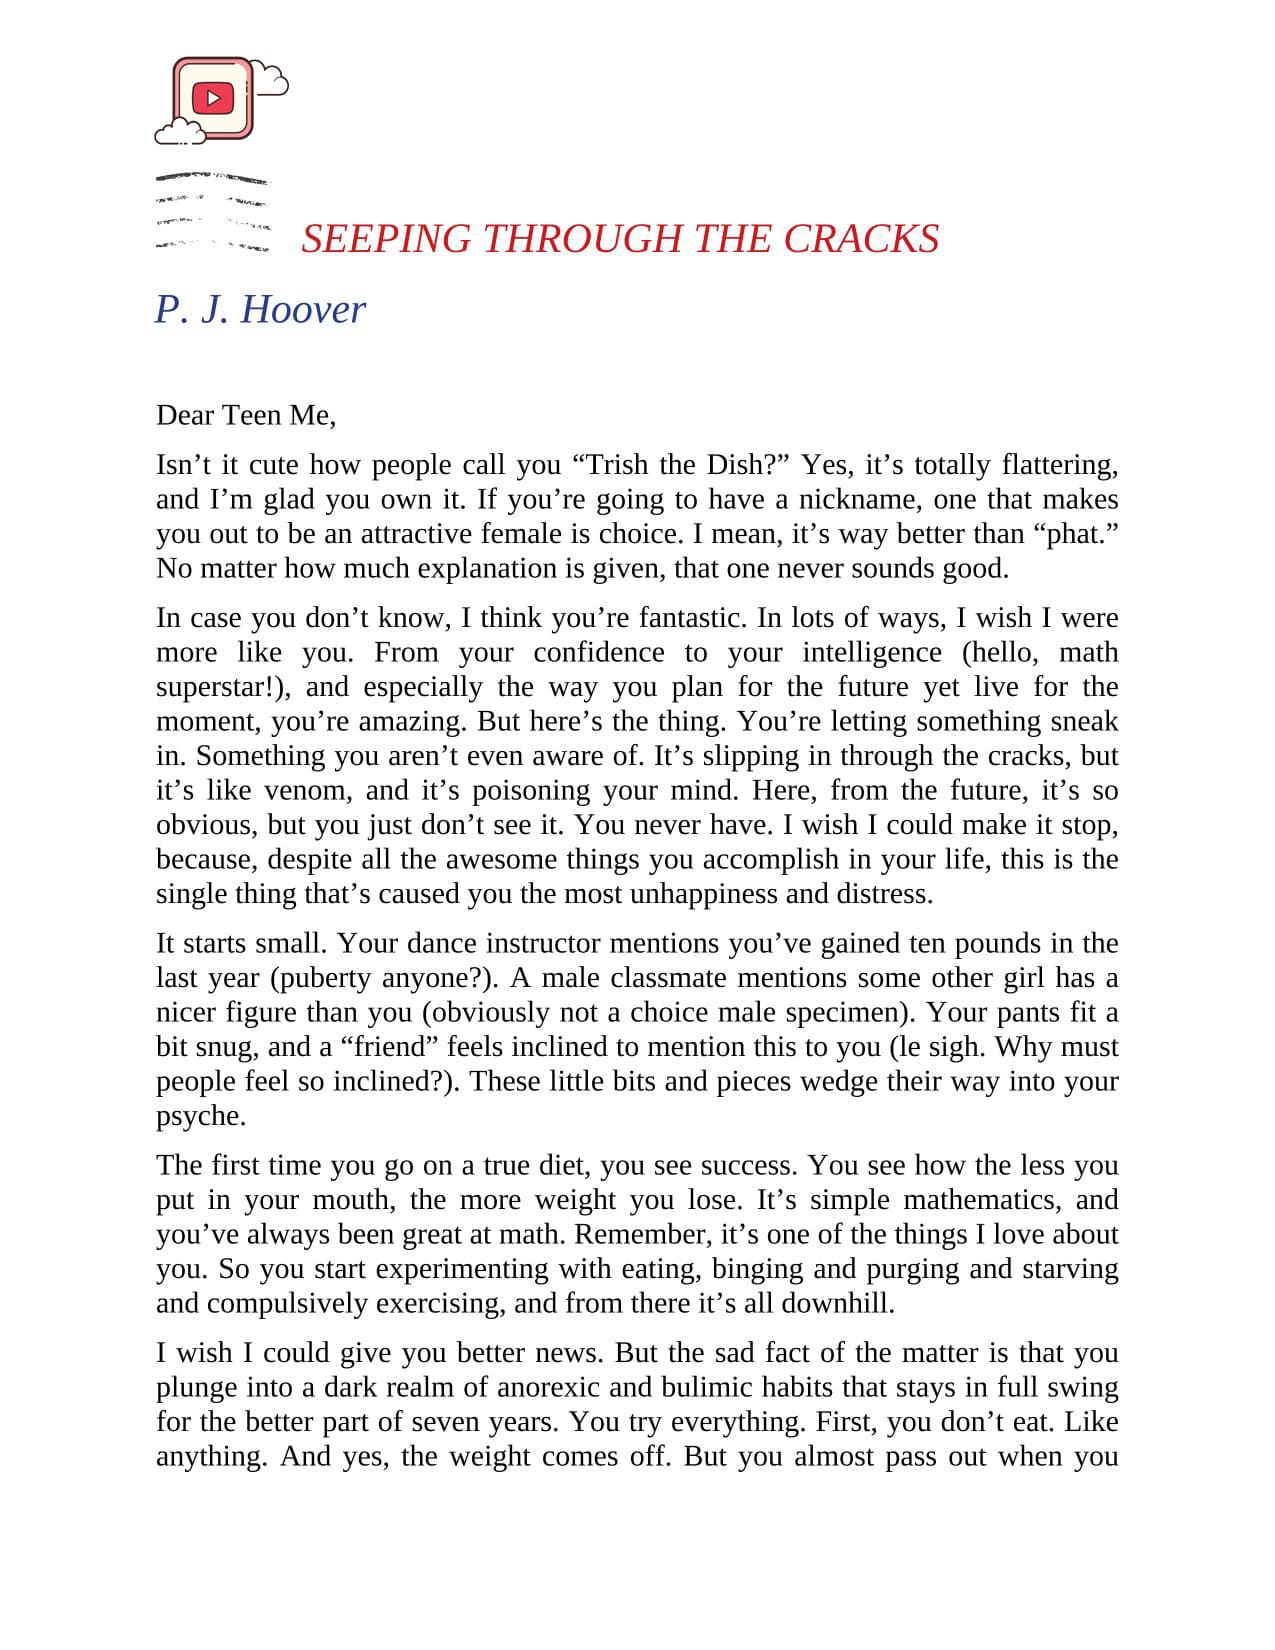 SEEPING THROUGH THE CRACKS
P. J. Hoover
Dear Teen Me,
Isn’t it cute how people call you “Trish the Dish?” Yes, it’s totally flattering,
and I’m glad you own it. If you’re going to have a nickname, one that makes
you out to be an attractive female is choice. I mean, it’s way better than “phat.”
No matter how much explanation is given, that one never sounds good.
In case you don’t know, I think you’re fantastic. In lots of ways, I wish I were
more like you. From your confidence to your intelligence (hello, math
superstar!), and especially the way you plan for the future yet live for the
moment, you’re amazing. But here’s the thing. You’re letting something sneak
in. Something you aren’t even aware of. It’s slipping in through the cracks, but
it’s like venom, and it’s poisoning your mind. Here, from the future, it’s so
obvious, but you just don’t see it. You never have. I wish I could make it stop,
because, despite all the awesome things you accomplish in your life, this is the
single thing that’s caused you the most unhappiness and distress.
It starts small. Your dance instructor mentions you’ve gained ten pounds in the
last year (puberty anyone?). A male classmate mentions some other girl has a
nicer figure than you (obviously not a choice male specimen). Your pants fit a
bit snug, and a “friend” feels inclined to mention this to you (le sigh. Why must
people feel so inclined?). These little bits and pieces wedge their way into your
psyche.
The first time you go on a true diet, you see success. You see how the less you
put in your mouth, the more weight you lose. It’s simple mathematics, and
you’ve always been great at math. Remember, it’s one of the things I love about
you. So you start experimenting with eating, binging and purging and starving
and compulsively exercising, and from there it’s all downhill.
I wish I could give you better news. But the sad fact of the matter is that you
plunge into a dark realm of anorexic and bulimic habits that stays in full swing
for the better part of seven years. You try everything. First, you don’t eat. Like
anything. And yes, the weight comes off. But you almost pass out when you